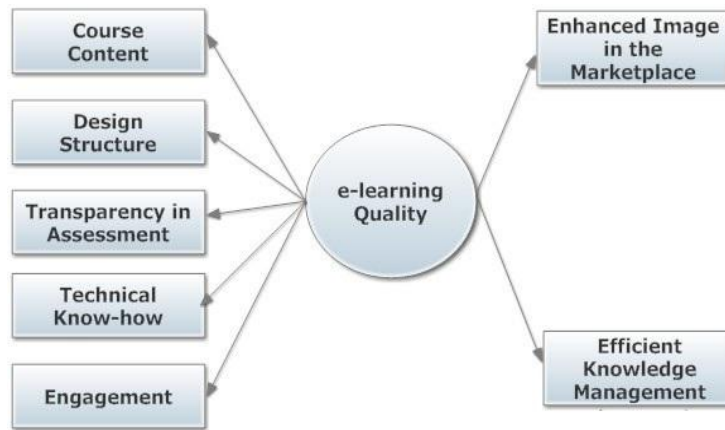 Course
Content
Design
Structure
Transparency in
Assessment
Technical
Know-how
Engagement
e-learning
Quality
Enhanced Image
in the
Marketplace
Efficient
Knowledge
Management